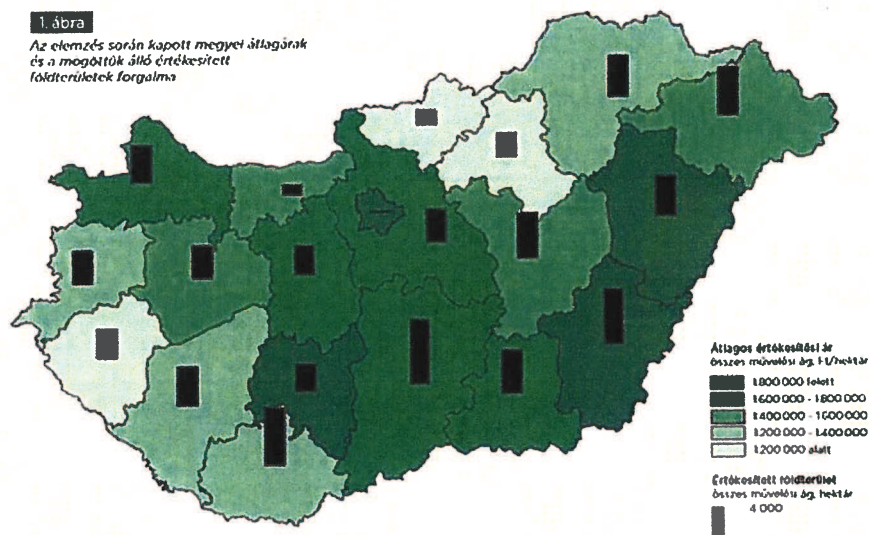 1. ábra
Az elemzés során kapott megyei átlagárak
és a mögöttük álló értékesített
földterületek forgalma
Átlagos értékesítési ár
összes művelési ág, Ft/hektár
1 800 000 felett
1 600 000 - 1 800 000
1 400 000 - 1 600 000
1 200 000 - 1 400 000
1 200 000 alatt
Értékesített földterület
összes művelési ág, hektár
4 000